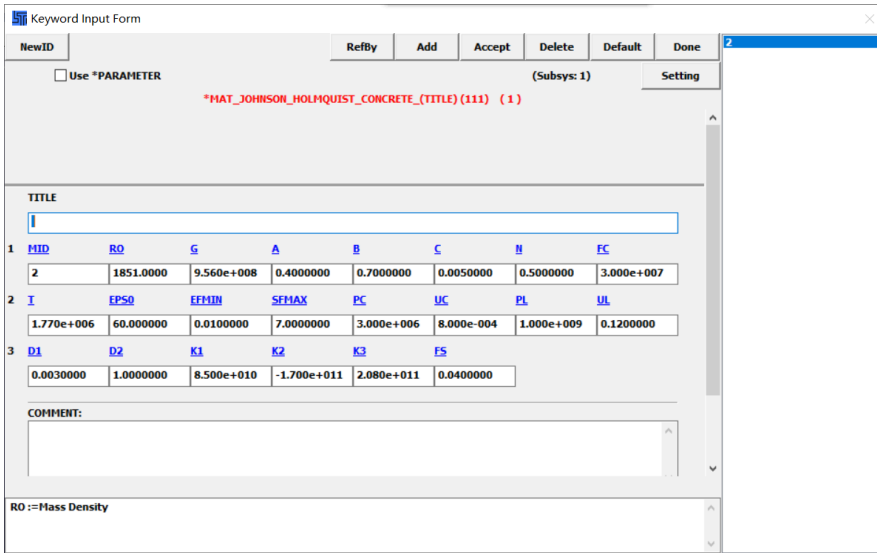 Keyword Input Form
NewID RefBy Add Accept Delete Default Done
2
Use *PARAMETER (Subsys: 1) Setting
*MAT_JOHNSON_HOLMQUIST_CONCRETE_(TITLE) (111) ( 1 )
TITLE
1 MID RO G A B C N FC
2 1851.0000 9.560e+008 0.4000000 0.7000000 0.0050000 0.5000000 3.000e+007
2 T EPS0 EFMIN SFMAX PC UC PL UL
1.770e+006 60.000000 0.0100000 7.0000000 3.000e+006 8.000e-004 1.000e+009 0.1200000
3 D1 D2 K1 K2 K3 FS
0.0030000 1.0000000 8.500e+010 -1.700e+011 2.080e+011 0.0400000
COMMENT:
RO :=Mass Density